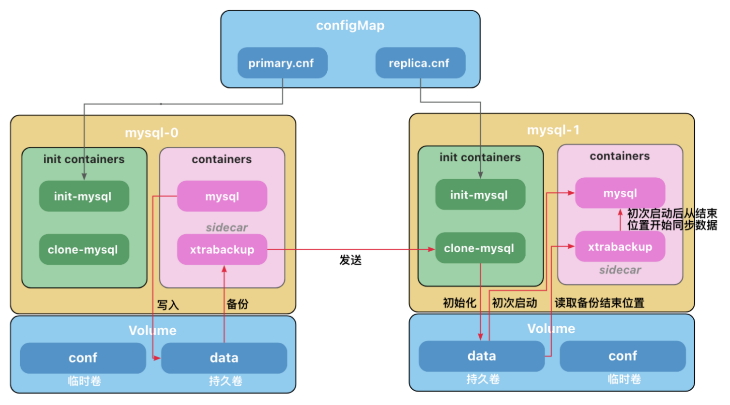 configMap
primary.cnf
replica.cnf
mysql-0
init containers
containers
init-mysql
mysql
sidecar
clone-mysql
xtrabackup
写入
备份
Volume
conf
data
临时卷
持久卷
发送
mysql-1
init containers
containers
init-mysql
mysql
初次启动后从结束
位置开始同步数据
clone-mysql
xtrabackup
sidecar
初始化
初次启动
读取备份结束位置
Volume
data
conf
持久卷
临时卷